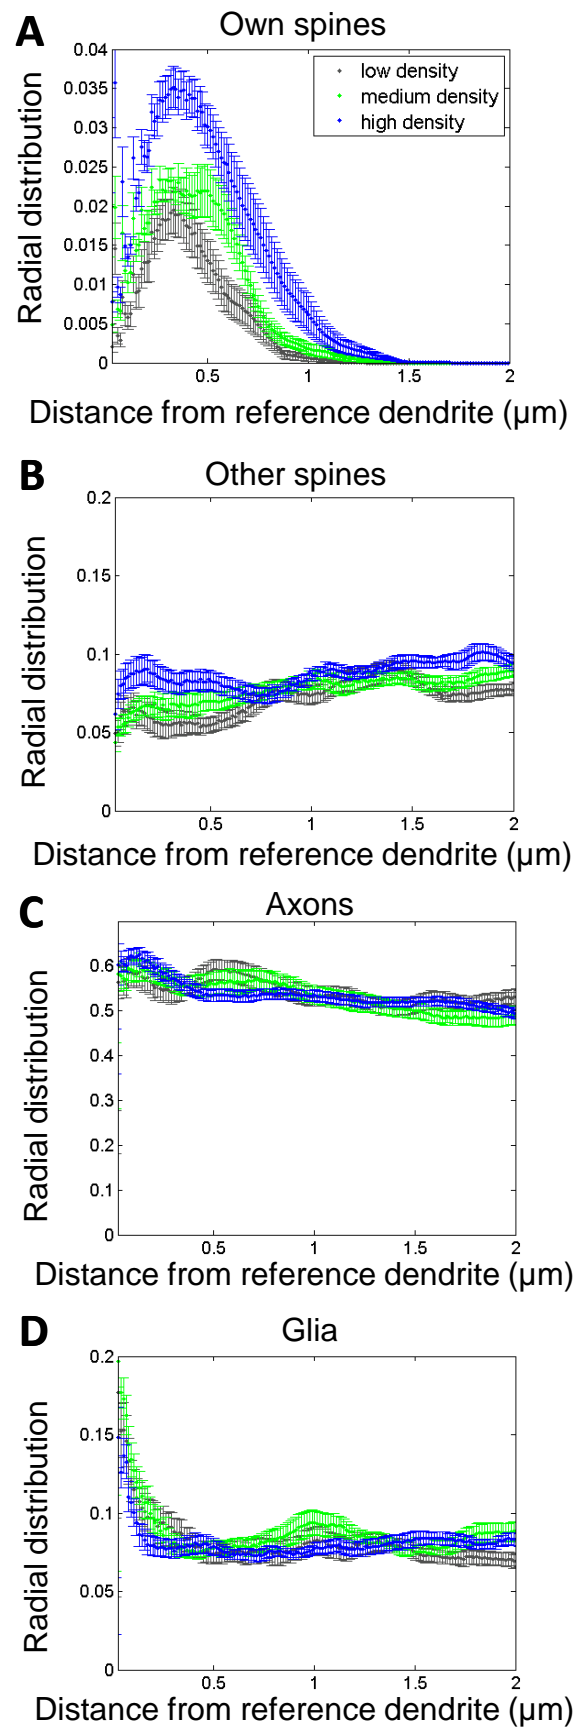 A
Own spines
0.04
0.035
0.03
0.025
0.02
0.015
0.01
0.005
0
low density
medium density
high density
Radial distribution
0.5
1
1.5
2
Distance from reference dendrite (µm)
B
Other spines
0.2
0.15
0.1
0.05
0
Radial distribution
0.5
1
1.5
2
Distance from reference dendrite (µm)
C
Axons
0.6
0.5
0.4
0.3
0.2
0.1
0
Radial distribution
0.5
1
1.5
2
Distance from reference dendrite (µm)
D
Glia
0.2
0.15
0.1
0.05
0
Radial distribution
0.5
1
1.5
2
Distance from reference dendrite (µm)